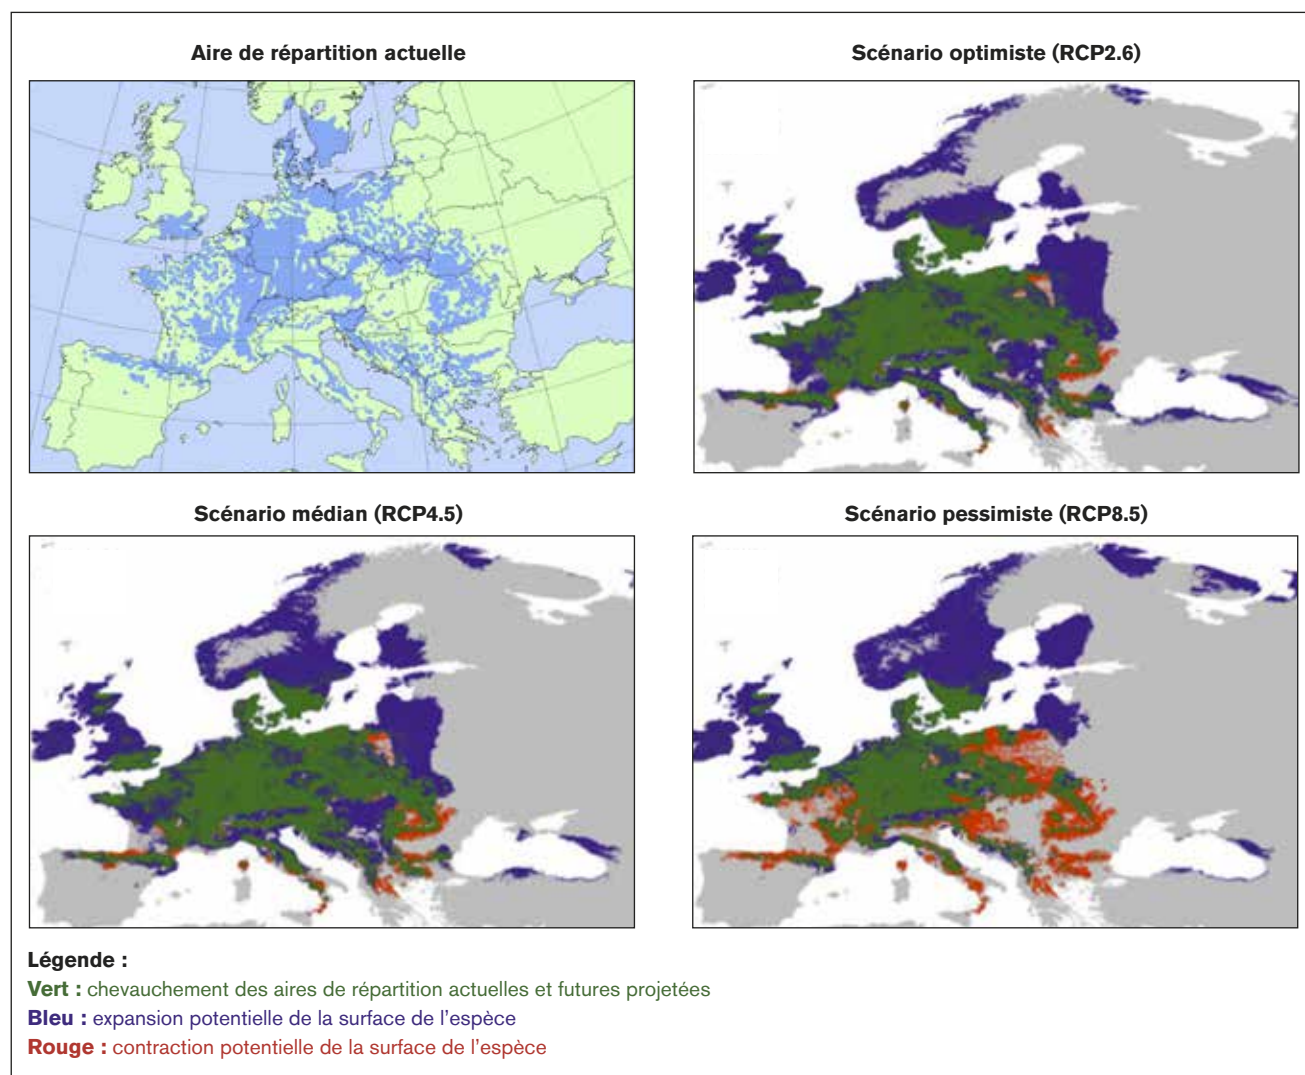 Aire de répartition actuelle
Scénario optimiste (RCP2.6)
Scénario médian (RCP4.5)
Scénario pessimiste (RCP8.5)
Légende :
Vert : chevauchement des aires de répartition actuelles et futures projetées
Bleu : expansion potentielle de la surface de l'espèce
Rouge : contraction potentielle de la surface de l'espèce